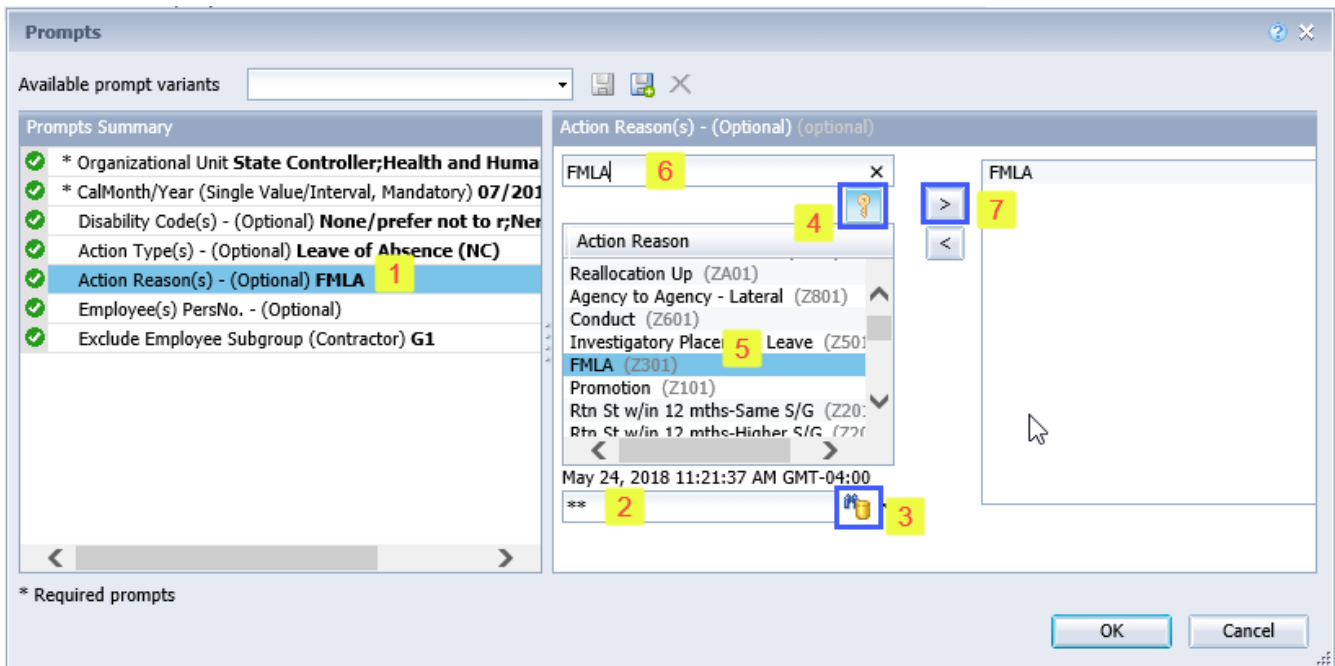 Prompts
Available prompt variants
Prompts Summary
* Organizational Unit State Controller;Health and Huma
* CalMonth/Year (Single Value/Interval, Mandatory) 07/201
Disability Code(s) - (Optional) None/prefer not to r;Ner
Action Type(s) - (Optional) Leave of Absence (NC)
Action Reason(s) - (Optional) FMLA 1
Employee(s) PersNo. - (Optional)
Exclude Employee Subgroup (Contractor) G1
Action Reason(s) - (Optional) (optional)
FMLA 6
4
Action Reason
Reallocation Up (ZA01)
Agency to Agency - Lateral (Z801)
Conduct (Z601)
Investigatory Place 5 Leave (Z501
FMLA (Z301)
Promotion (Z101)
Rtn St w/in 12 mths-Same S/G (Z201
Rtn St w/in 12 mths-Higher S/G (Z20
May 24, 2018 11:21:37 AM GMT-04:00
** 2
3
> 7
<
FMLA
* Required prompts
OK
Cancel